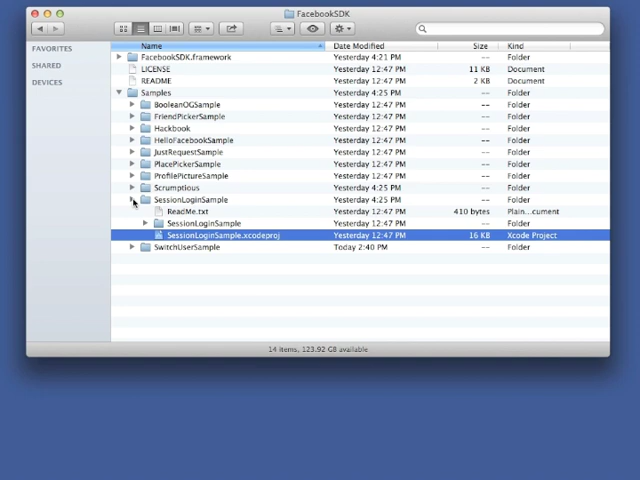 FacebookSDK
FAVORITES
SHARED
DEVICES
Name Date Modified Size Kind
FacebookSDK.framework Yesterday 4:21 PM -- Folder
LICENSE Yesterday 12:47 PM 11 KB Document
README Yesterday 12:47 PM 2 KB Document
Samples Yesterday 4:25 PM -- Folder
BooleanOGSample Yesterday 12:47 PM -- Folder
FriendPickerSample Yesterday 12:47 PM -- Folder
Hackbook Yesterday 12:47 PM -- Folder
HelloFacebookSample Yesterday 12:47 PM -- Folder
JustRequestSample Yesterday 12:47 PM -- Folder
PlacePickerSample Yesterday 12:47 PM -- Folder
ProfilePictureSample Yesterday 12:47 PM -- Folder
Scrumptious Yesterday 4:25 PM -- Folder
SessionLoginSample Yesterday 4:25 PM -- Folder
ReadMe.txt Yesterday 12:47 PM 410 bytes Plain...cument
SessionLoginSample Yesterday 12:47 PM -- Folder
SessionLoginSample.xcodeproj Yesterday 12:47 PM 16 KB Xcode Project
SwitchUserSample Today 2:40 PM -- Folder
14 items, 123.92 GB available